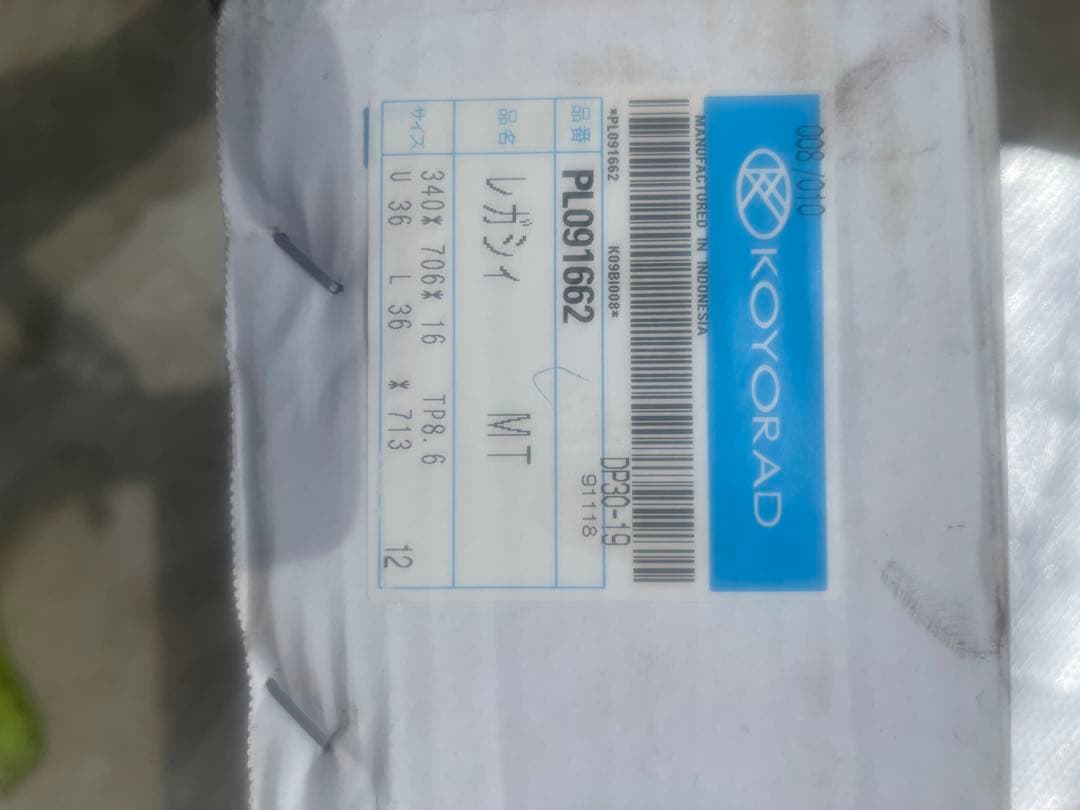 008/010
KOYORAD
MANUFACTURED IN INDONESIA
*PL091662 K09BI008*
DP30-19
品番 PL091662 91118
品名 レガシィ MT
サイズ 340* 706* 16 TP8.6
U 36 L 36 * 713 12